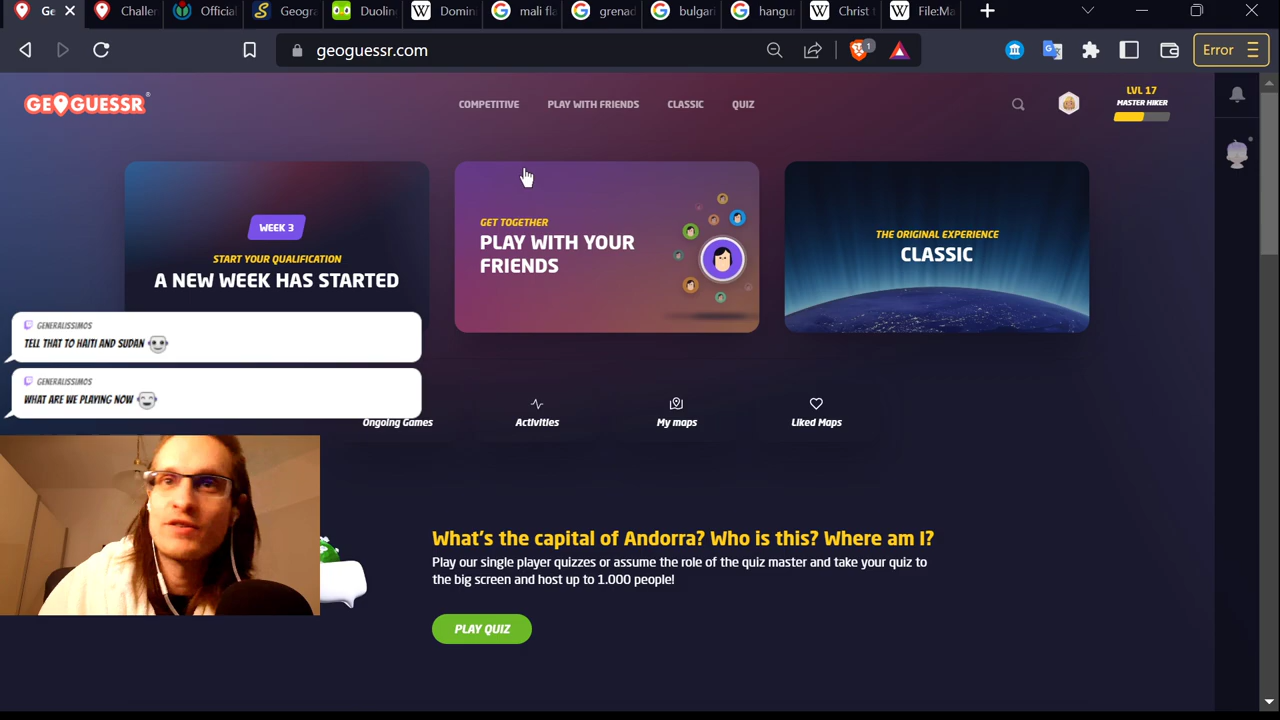 Ge
Challer
Official
Geogra
Duolin
Domin
mali fl
grenad
bulgari
hangu
Christ
File:Ma
geoguessr.com
1
Error
GEOGUESSR
COMPETITIVE
PLAY WITH FRIENDS
CLASSIC
QUIZ
LVL 17
MASTER HIKER
WEEK 3
START YOUR QUALIFICATION
A NEW WEEK HAS STARTED
GET TOGETHER
PLAY WITH YOUR
FRIENDS
THE ORIGINAL EXPERIENCE
CLASSIC
GENERALISSIMOS
TELL THAT TO HAITI AND SUDAN
GENERALISSIMOS
WHAT ARE WE PLAYING NOW
Ongoing Games
Activities
My maps
Liked Maps
What's the capital of Andorra? Who is this? Where am I?
Play our single player quizzes or assume the role of the quiz master and take your quiz to
the big screen and host up to 1.000 people!
PLAY QUIZ